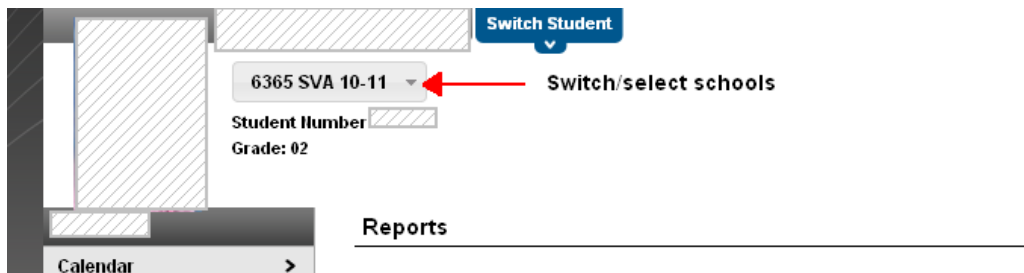 Switch Student
6365 SVA 10-11
Switch/select schools
Student Number
Grade: 02
Reports
Calendar